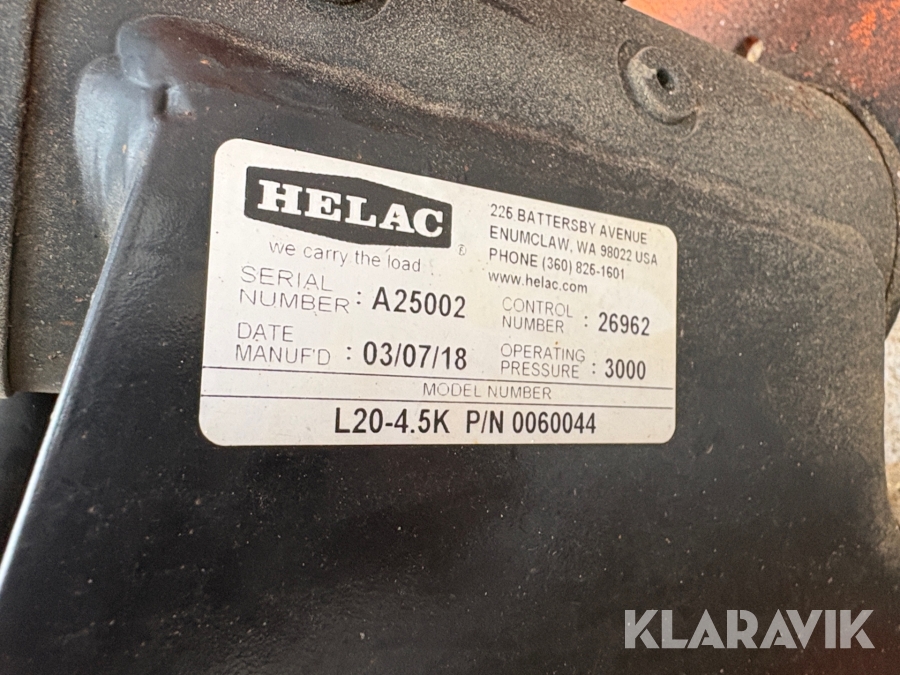 HELAC
®
we carry the load
226 BATTERSBY AVENUE
ENUMCLAW, WA 98022 USA
PHONE (360) 825-1601
www.helac.com
SERIAL NUMBER : A25002
CONTROL NUMBER : 26962
DATE MANUF'D : 03/07/18
OPERATING PRESSURE : 3000
MODEL NUMBER
L20-4.5K P/N 0060044
KLARAVIK